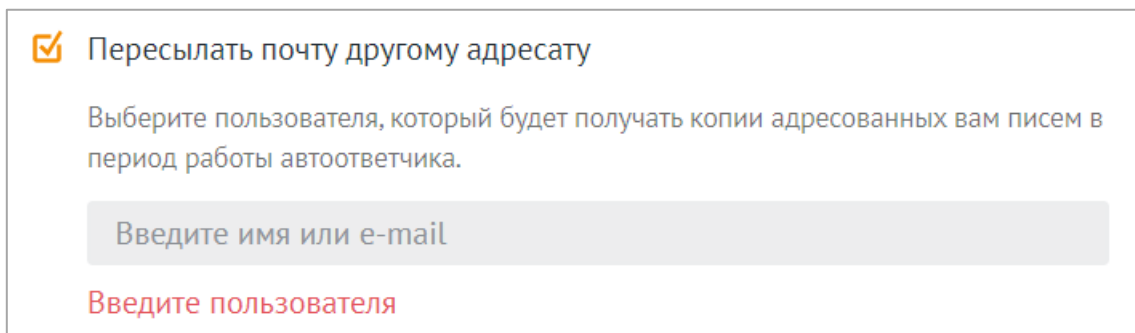 Пересылать почту другому адресату
Выберите пользователя, который будет получать копии адресованных вам писем в
период работы автоответчика.
Введите имя или e-mail
Введите пользователя